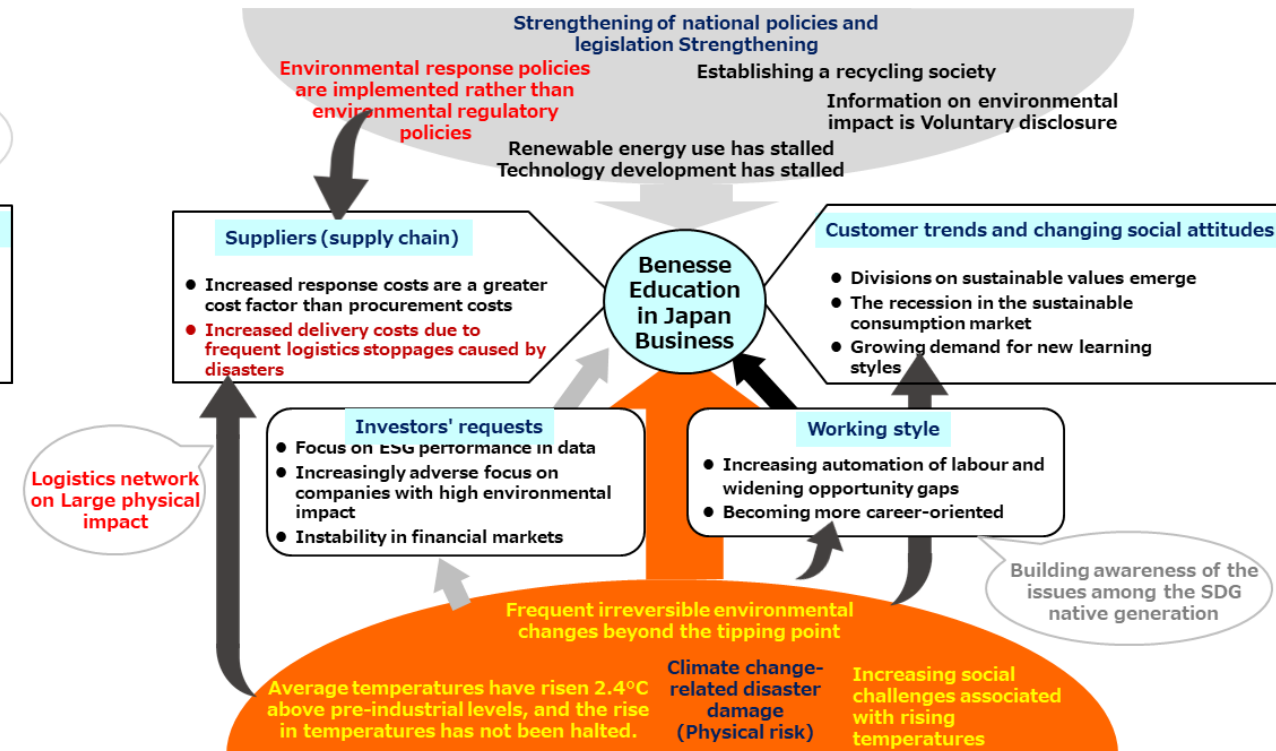 Strengthening of national policies and
legislation Strengthening
Environmental response policies
are implemented rather than
environmental regulatory
policies
Establishing a recycling society
Information on environmental
impact is Voluntary disclosure
Renewable energy use has stalled
Technology development has stalled
Suppliers (supply chain)
● Increased response costs are a greater
cost factor than procurement costs
● Increased delivery costs due to
frequent logistics stoppages caused by
disasters
Benesse
Education
in Japan
Business
Customer trends and changing social attitudes
● Divisions on sustainable values emerge
● The recession in the sustainable
consumption market
● Growing demand for new learning
styles
Investors' requests
● Focus on ESG performance in data
● Increasingly adverse focus on
companies with high environmental
impact
● Instability in financial markets
Working style
● Increasing automation of labour and
widening opportunity gaps
● Becoming more career-oriented
Logistics network
on Large physical
impact
Building awareness of the
issues among the SDG
native generation
Frequent irreversible environmental
changes beyond the tipping point
Average temperatures have risen 2.4°C
above pre-industrial levels, and the rise
in temperatures has not been halted.
Climate change-
related disaster
damage
(Physical risk)
Increasing social
challenges associated
with rising
temperatures